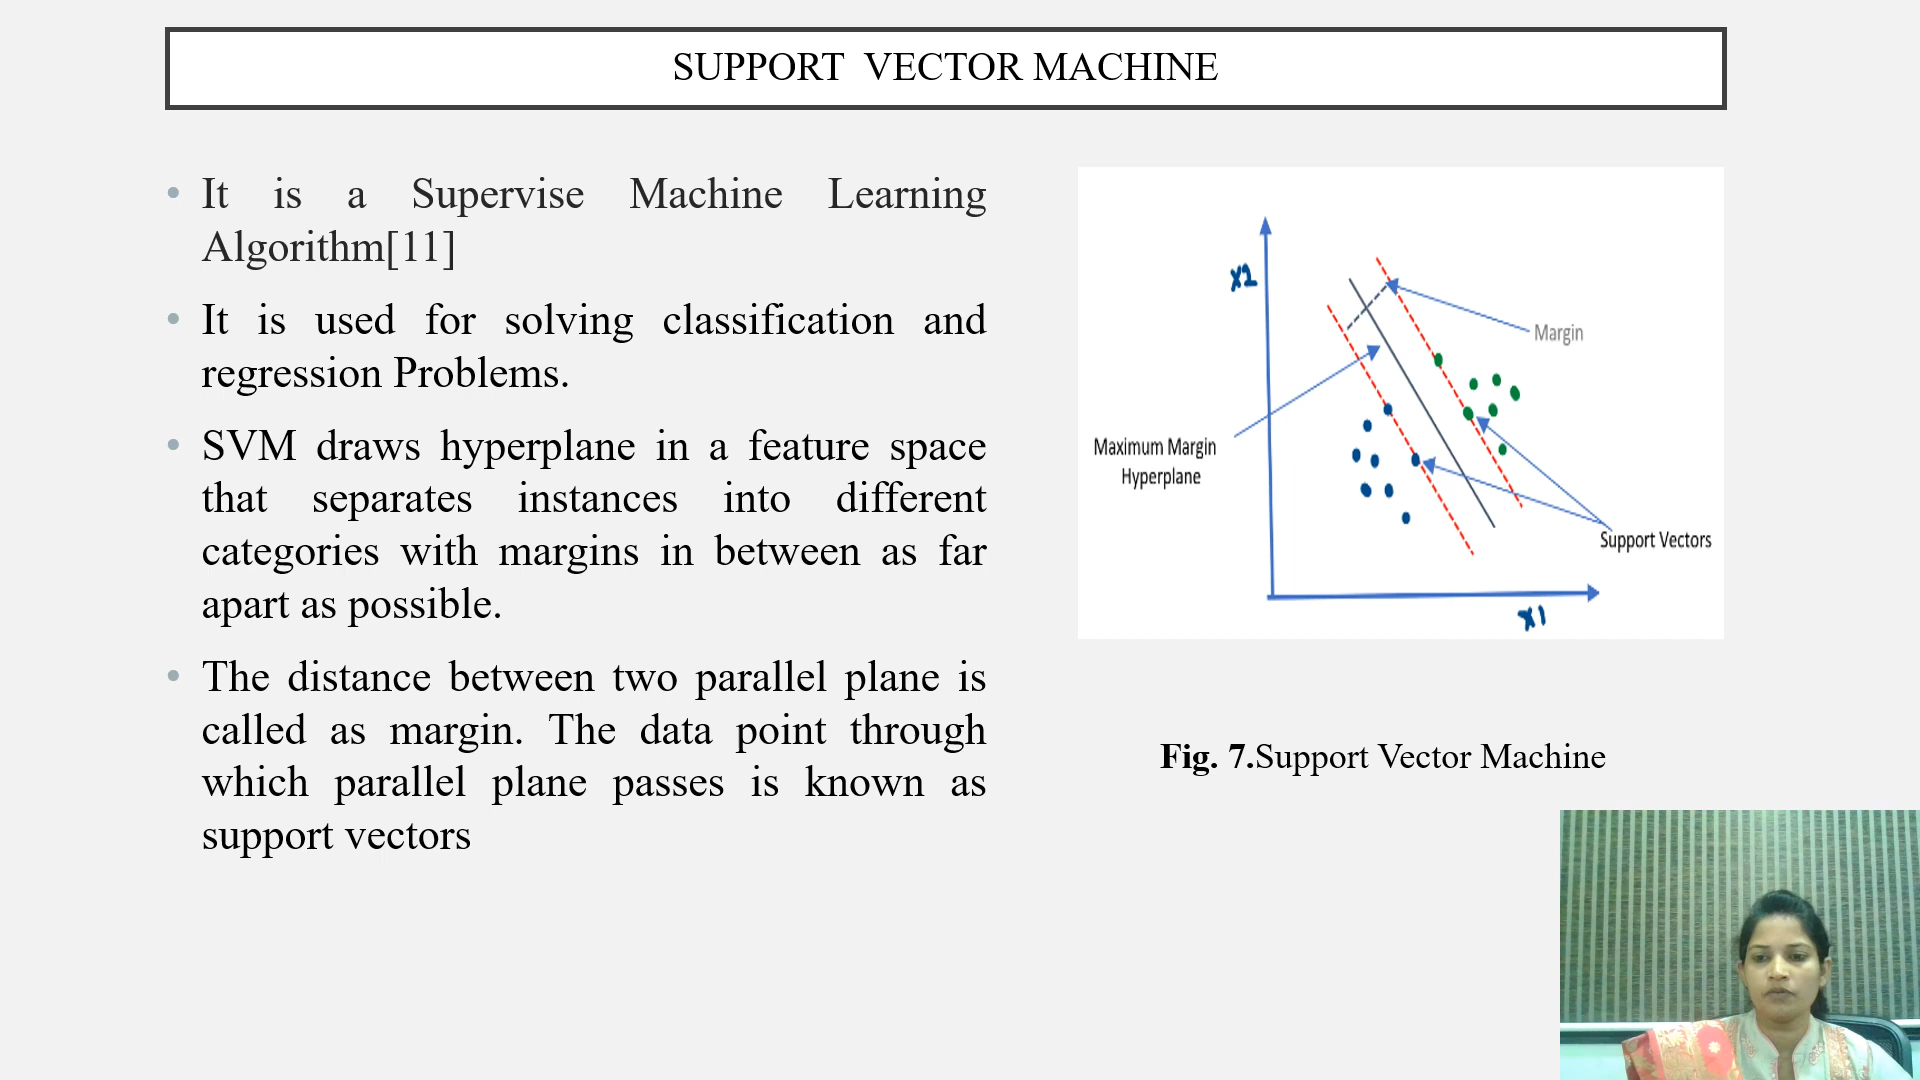 SUPPORT VECTOR MACHINE
• It is a Supervise Machine Learning
Algorithm[11]
• It is used for solving classification and
regression Problems.
• SVM draws hyperplane in a feature space
that separates instances into different
categories with margins in between as far
apart as possible.
• The distance between two parallel plane is
called as margin. The data point through
which parallel plane passes is known as
support vectors
X2
Margin
Maximum Margin
Hyperplane
Support Vectors
X1
Fig. 7.Support Vector Machine